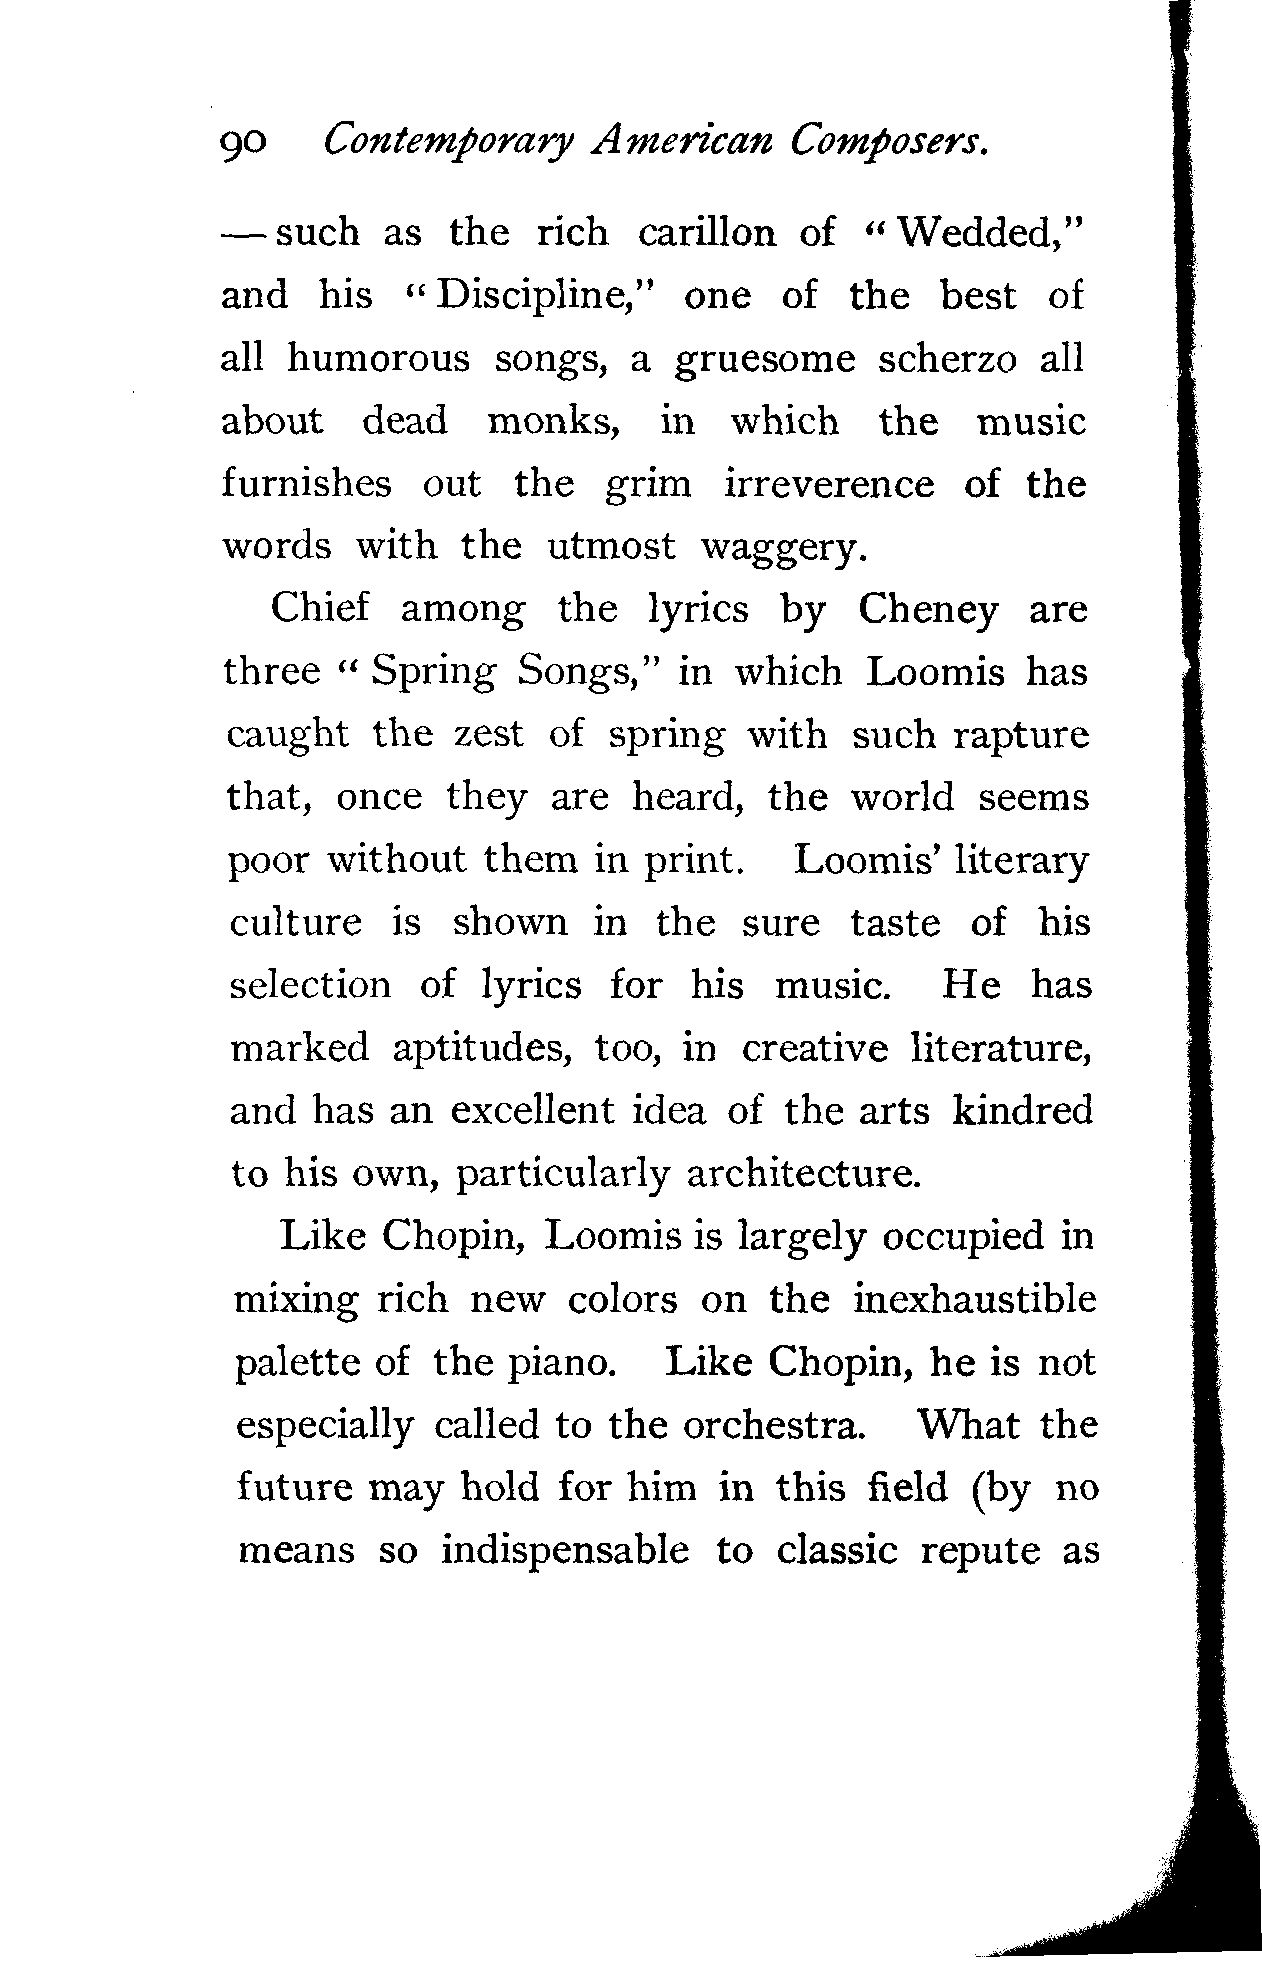 90 Contemporary American Composers.
— such as the rich carillon of “Wedded,”
and his “Discipline,” one of the best of
all humorous songs, a gruesome scherzo all
about dead monks, in which the music
furnishes out the grim irreverence of the
words with the utmost waggery.
Chief among the lyrics by Cheney are
three “Spring Songs,” in which Loomis has
caught the zest of spring with such rapture
that, once they are heard, the world seems
poor without them in print. Loomis’ literary
culture is shown in the sure taste of his
selection of lyrics for his music. He has
marked aptitudes, too, in creative literature,
and has an excellent idea of the arts kindred
to his own, particularly architecture.
Like Chopin, Loomis is largely occupied in
mixing rich new colors on the inexhaustible
palette of the piano. Like Chopin, he is not
especially called to the orchestra. What the
future may hold for him in this field (by no
means so indispensable to classic repute as